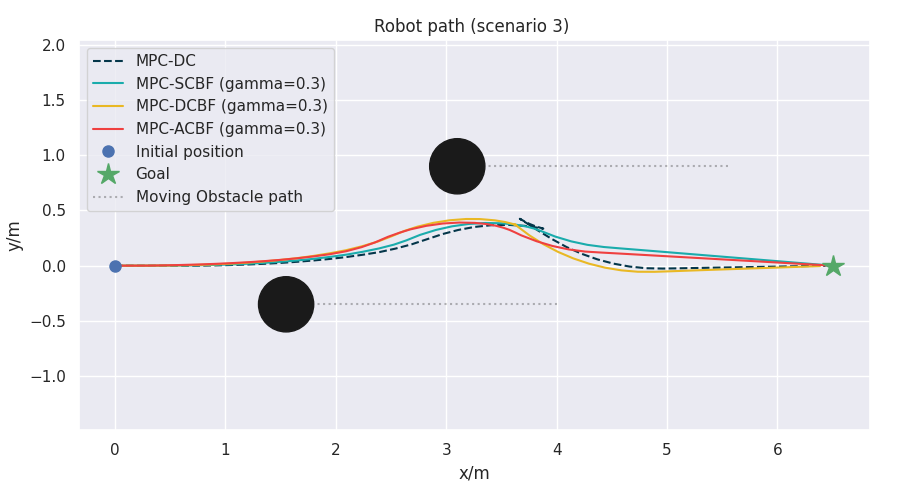 Robot path (scenario 3)
MPC-DC
MPC-SCBF (gamma=0.3)
MPC-DCBF (gamma=0.3)
MPC-ACBF (gamma=0.3)
Initial position
Goal
Moving Obstacle path
y/m
2.0
1.5
1.0
0.5
0.0
−0.5
−1.0
0 1 2 3 4 5 6
x/m